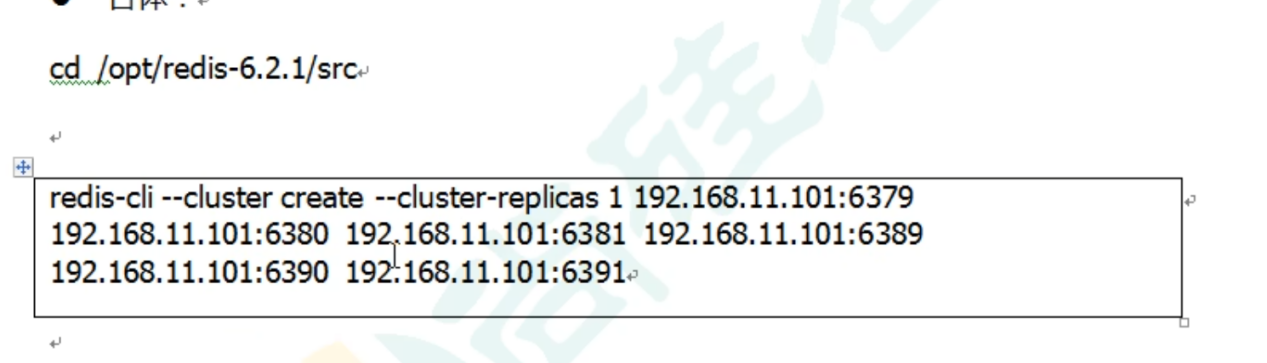 ● 合体：
cd /opt/redis-6.2.1/src
redis-cli --cluster create --cluster-replicas 1 192.168.11.101:6379
192.168.11.101:6380 192.168.11.101:6381 192.168.11.101:6389
192.168.11.101:6390 192.168.11.101:6391